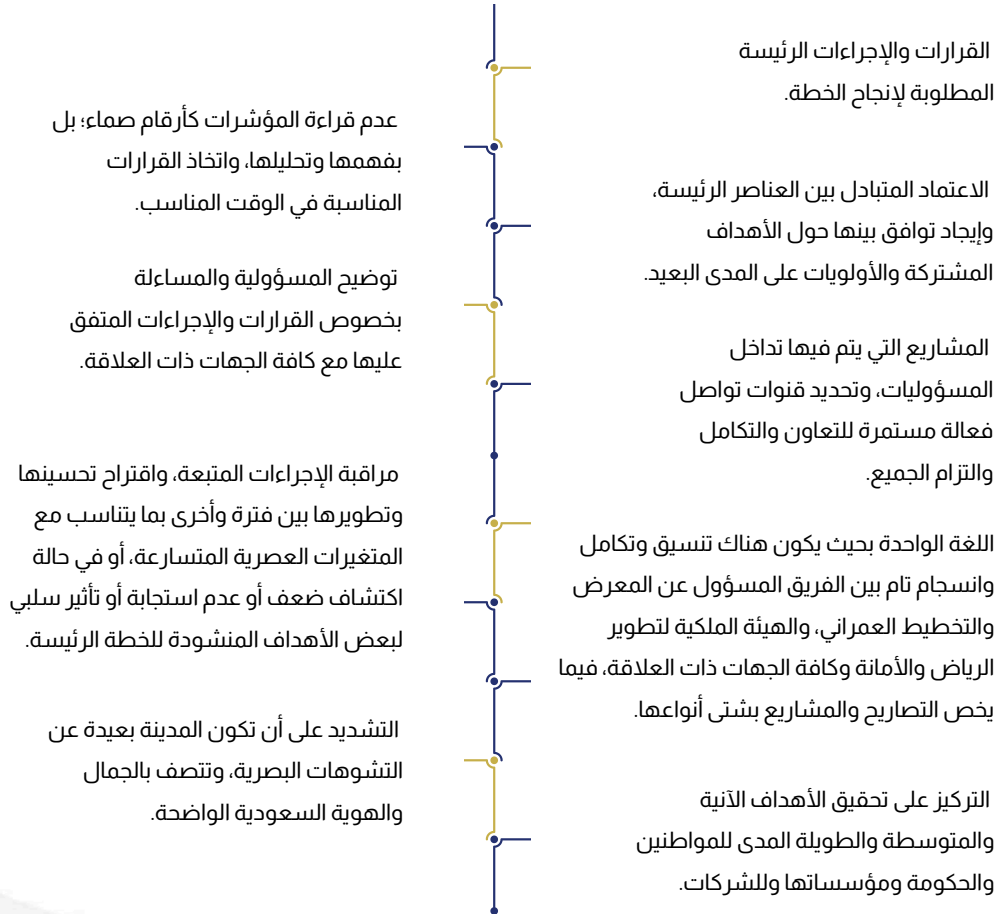 القرارات والإجراءات الرئيسة
المطلوبة لإنجاح الخطة.
عدم قراءة المؤشرات كأرقام صماء؛ بل
بفهمها وتحليلها، واتخاذ القرارات
المناسبة في الوقت المناسب.
الاعتماد المتبادل بين العناصر الرئيسة،
وإيجاد توافق بينها حول الأهداف
المشتركة والأولويات على المدى البعيد.
توضيح المسؤولية والمساءلة
بخصوص القرارات والإجراءات المتفق
عليها مع كافة الجهات ذات العلاقة.
المشاريع التي يتم فيها تداخل
المسؤوليات، وتحديد قنوات تواصل
فعالة مستمرة للتعاون والتكامل
والتزام الجميع.
مراقبة الإجراءات المتبعة، واقتراح تحسينها
وتطويرها بين فترة وأخرى بما يتناسب مع
المتغيرات العصرية المتسارعة، أو في حالة
اكتشاف ضعف أو عدم استجابة أو تأثير سلبي
لبعض الأهداف المنشودة للخطة الرئيسة.
اللغة الواحدة بحيث يكون هناك تنسيق وتكامل
وانسجام تام بين الفريق المسؤول عن المعرض
والتخطيط العمراني، والهيئة الملكية لتطوير
الرياض والأمانة وكافة الجهات ذات العلاقة، فيما
يخص التصاريح والمشاريع بشتى أنواعها.
التشديد على أن تكون المدينة بعيدة عن
التشوهات البصرية، وتتصف بالجمال
والهوية السعودية الواضحة.
التركيز على تحقيق الأهداف الآنية
والمتوسطة والطويلة المدى للمواطنين
والحكومة ومؤسساتها وللشركات.